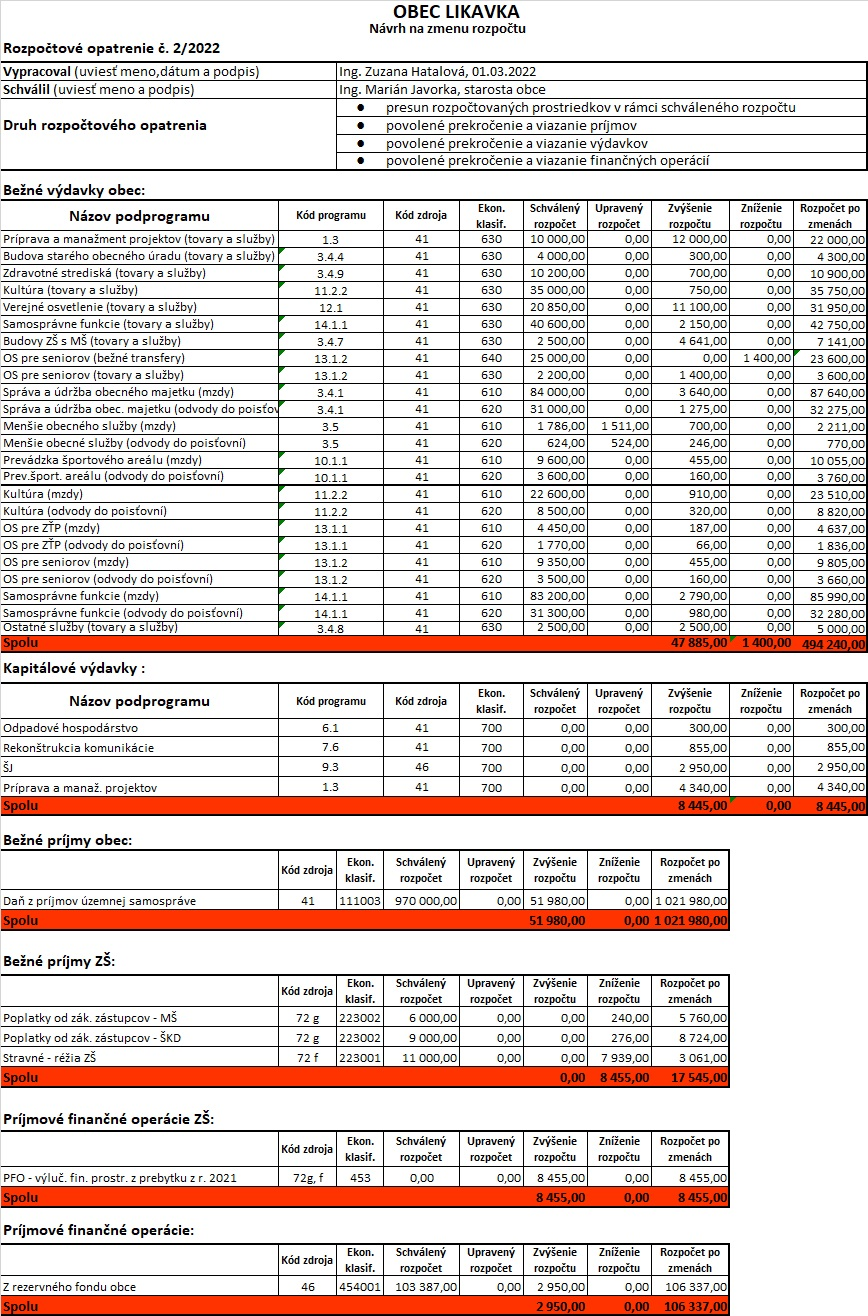 OBEC LIKAVKA
Návrh na zmenu rozpočtu
Rozpočtové opatrenie č. 2/2022
Vypracoval (uviesť meno,dátum a podpis) Ing. Zuzana Hatalová, 01.03.2022
Schválil (uviesť meno a podpis) Ing. Marián Javorka, starosta obce
Druh rozpočtového opatrenia
● presun rozpočtovaných prostriedkov v rámci schváleného rozpočtu
● povolené prekročenie a viazanie príjmov
● povolené prekročenie a viazanie výdavkov
● povolené prekročenie a viazanie finančných operácií
Bežné výdavky obec:
Názov podprogramu Kód programu Kód zdroja Ekon. klasif. Schválený rozpočet Upravený rozpočet Zvýšenie rozpočtu Zníženie rozpočtu Rozpočet po zmenách
Príprava a manažment projektov (tovary a služby) 1.3 41 630 10 000,00 0,00 12 000,00 0,00 22 000,00
Budova starého obecného úradu (tovary a služby) 3.4.4 41 630 4 000,00 0,00 300,00 0,00 4 300,00
Zdravotné strediská (tovary a služby) 3.4.9 41 630 10 200,00 0,00 700,00 0,00 10 900,00
Kultúra (tovary a služby) 11.2.2 41 630 35 000,00 0,00 750,00 0,00 35 750,00
Verejné osvetlenie (tovary a služby) 12.1 41 630 20 850,00 0,00 11 100,00 0,00 31 950,00
Samosprávne funkcie (tovary a služby) 14.1.1 41 630 40 600,00 0,00 2 150,00 0,00 42 750,00
Budovy ZŠ s MŠ (tovary a služby) 3.4.7 41 630 2 500,00 0,00 4 641,00 0,00 7 141,00
OS pre seniorov (bežné transfery) 13.1.2 41 640 25 000,00 0,00 0,00 1 400,00 23 600,00
OS pre seniorov (tovary a služby) 13.1.2 41 630 2 200,00 0,00 1 400,00 0,00 3 600,00
Správa a údržba obecného majetku (mzdy) 3.4.1 41 610 84 000,00 0,00 3 640,00 0,00 87 640,00
Správa a údržba obec. majetku (odvody do poisťov 3.4.1 41 620 31 000,00 0,00 1 275,00 0,00 32 275,00
Menšie obecného služby (mzdy) 3.5 41 610 1 786,00 1 511,00 700,00 0,00 2 211,00
Menšie obecné služby (odvody do poisťovní) 3.5 41 620 624,00 524,00 246,00 0,00 770,00
Prevádzka športového areálu (mzdy) 10.1.1 41 610 9 600,00 0,00 455,00 0,00 10 055,00
Prev.šport. areálu (odvody do poisťovní) 10.1.1 41 620 3 600,00 0,00 160,00 0,00 3 760,00
Kultúra (mzdy) 11.2.2 41 610 22 600,00 0,00 910,00 0,00 23 510,00
Kultúra (odvody do poisťovní) 11.2.2 41 620 8 500,00 0,00 320,00 0,00 8 820,00
OS pre ZŤP (mzdy) 13.1.1 41 610 4 450,00 0,00 187,00 0,00 4 637,00
OS pre ZŤP (odvody do poisťovní) 13.1.1 41 620 1 770,00 0,00 66,00 0,00 1 836,00
OS pre seniorov (mzdy) 13.1.2 41 610 9 350,00 0,00 455,00 0,00 9 805,00
OS pre seniorov (odvody do poisťovní) 13.1.2 41 620 3 500,00 0,00 160,00 0,00 3 660,00
Samosprávne funkcie (mzdy) 14.1.1 41 610 83 200,00 0,00 2 790,00 0,00 85 990,00
Samosprávne funkcie (odvody do poisťovní) 14.1.1 41 620 31 300,00 0,00 980,00 0,00 32 280,00
Ostatné služby (tovary a služby) 3.4.8 41 630 2 500,00 0,00 2 500,00 0,00 5 000,00
Spolu 47 885,00 1 400,00 494 240,00
Kapitálové výdavky :
Názov podprogramu Kód programu Kód zdroja Ekon. klasif. Schválený rozpočet Upravený rozpočet Zvýšenie rozpočtu Zníženie rozpočtu Rozpočet po zmenách
Odpadové hospodárstvo 6.1 41 700 0,00 0,00 300,00 0,00 300,00
Rekonštrukcia komunikácie 7.6 41 700 0,00 0,00 855,00 0,00 855,00
ŠJ 9.3 46 700 0,00 0,00 2 950,00 0,00 2 950,00
Príprava a manaž. projektov 1.3 41 700 0,00 0,00 4 340,00 0,00 4 340,00
Spolu 8 445,00 0,00 8 445,00
Bežné príjmy obec:
Kód zdroja Ekon. klasif. Schválený rozpočet Upravený rozpočet Zvýšenie rozpočtu Zníženie rozpočtu Rozpočet po zmenách
Daň z príjmov územnej samospráve 41 111003 970 000,00 0,00 51 980,00 0,00 1 021 980,00
Spolu 51 980,00 0,00 1 021 980,00
Bežné príjmy ZŠ:
Kód zdroja Ekon. klasif. Schválený rozpočet Upravený rozpočet Zvýšenie rozpočtu Zníženie rozpočtu Rozpočet po zmenách
Poplatky od zák. zástupcov - MŠ 72 g 223002 6 000,00 0,00 0,00 240,00 5 760,00
Poplatky od zák. zástupcov - ŠKD 72 g 223002 9 000,00 0,00 0,00 276,00 8 724,00
Stravné - réžia ZŠ 72 f 223001 11 000,00 0,00 0,00 7 939,00 3 061,00
Spolu 0,00 8 455,00 17 545,00
Príjmové finančné operácie ZŠ:
Kód zdroja Ekon. klasif. Schválený rozpočet Upravený rozpočet Zvýšenie rozpočtu Zníženie rozpočtu Rozpočet po zmenách
PFO - výluč. fin. prostr. z prebytku z r. 2021 72g, f 453 0,00 0,00 8 455,00 0,00 8 455,00
Spolu 8 455,00 0,00 8 455,00
Príjmové finančné operácie:
Kód zdroja Ekon. klasif. Schválený rozpočet Upravený rozpočet Zvýšenie rozpočtu Zníženie rozpočtu Rozpočet po zmenách
Z rezervného fondu obce 46 454001 103 387,00 0,00 2 950,00 0,00 106 337,00
Spolu 2 950,00 0,00 106 337,00